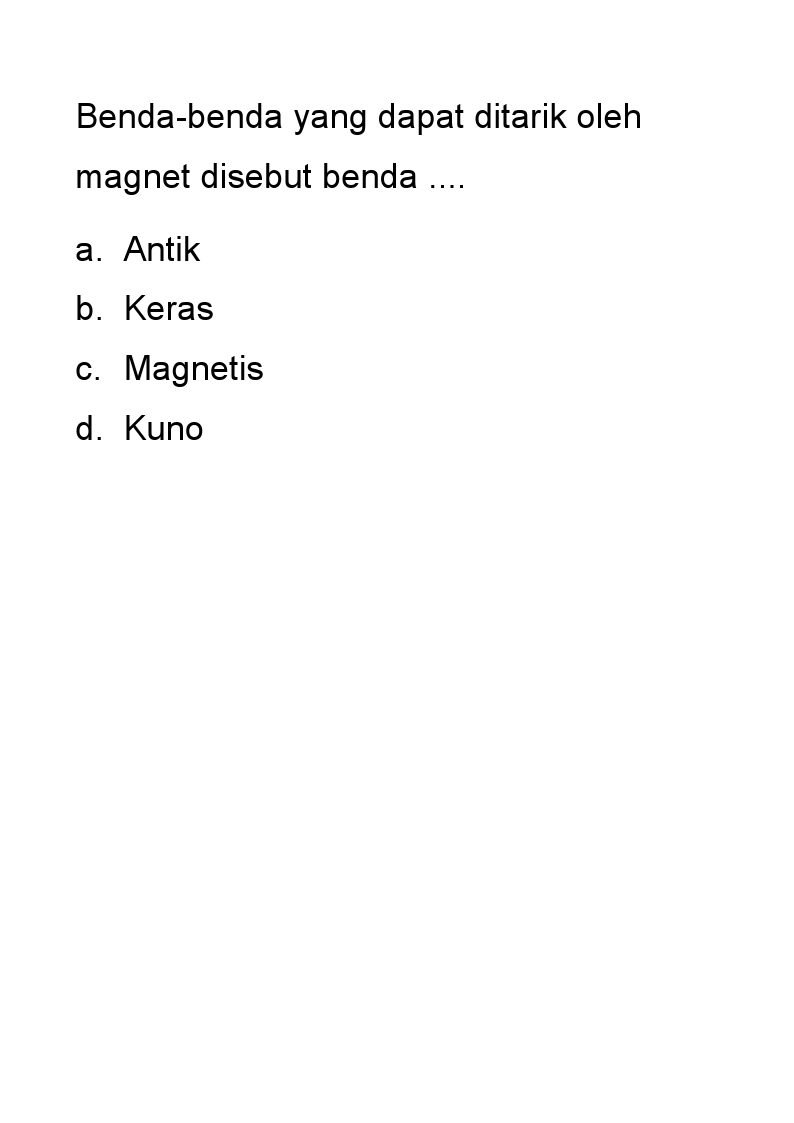 Benda-benda yang dapat ditarik oleh
magnet disebut benda ....
a. Antik
b. Keras
c. Magnetis
d. Kuno